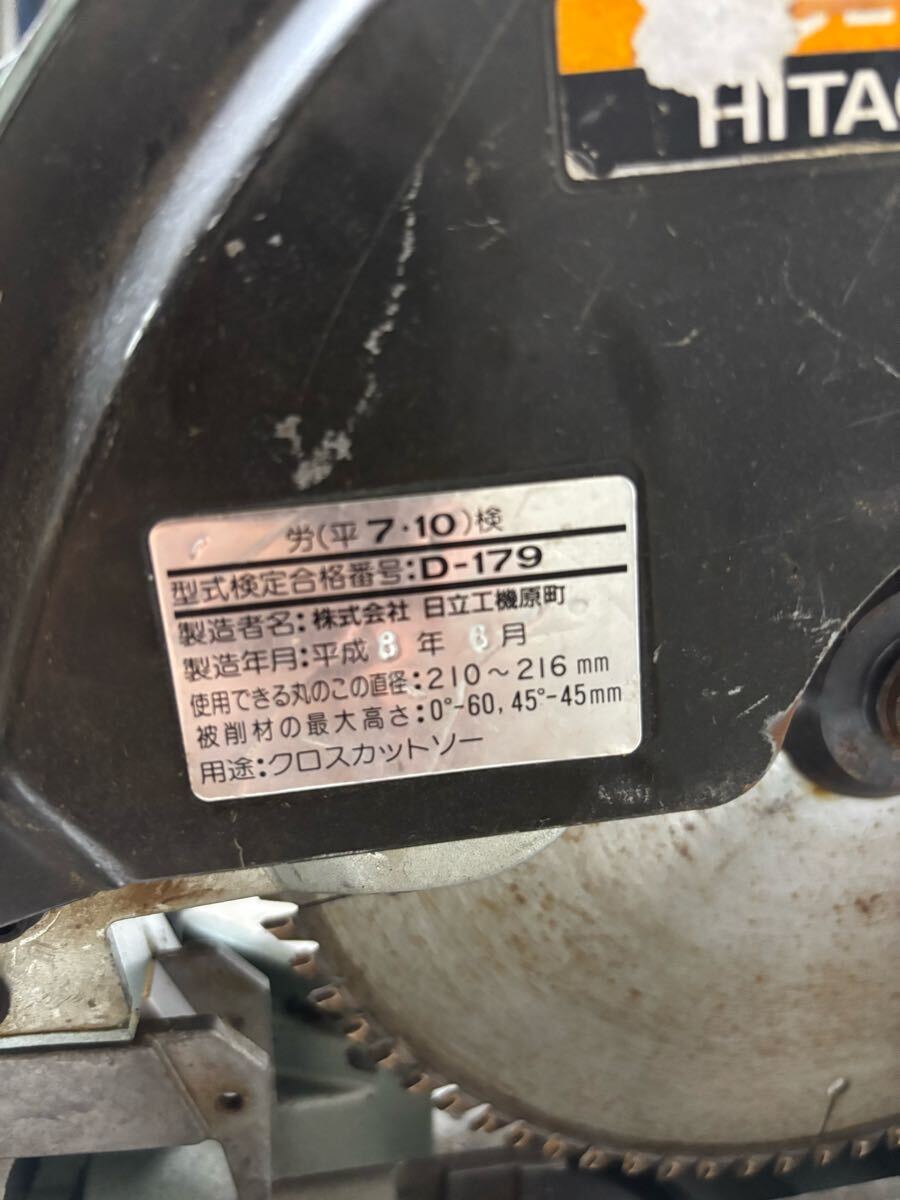 HITA
労(平7・10)検
型式検定合格番号:D-179
製造者名:株式会社 日立工機原町
製造年月:平成8年6月
使用できる丸のこの直径:210～216mm
被削材の最大高さ:0°-60,45°-45mm
用途:クロスカットソー